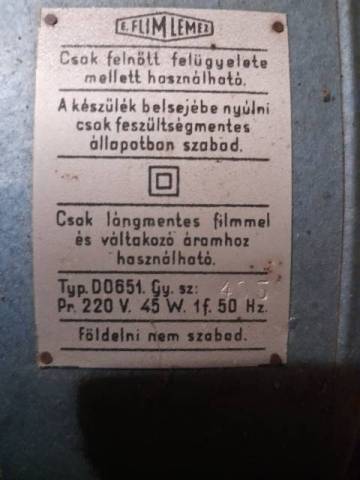 E. FLIM LEMEZ
Csak felnőtt felügyelete
mellett használható.
A készülék belsejébe nyúlni
csak feszültségmentes
állapotban szabad.
Csak lángmentes filmmel
és váltakozó áramhoz
használható.
Typ. D0651. Gy. sz:
Pr. 220 V. 45 W. 1f. 50 Hz.
Földelni nem szabad.